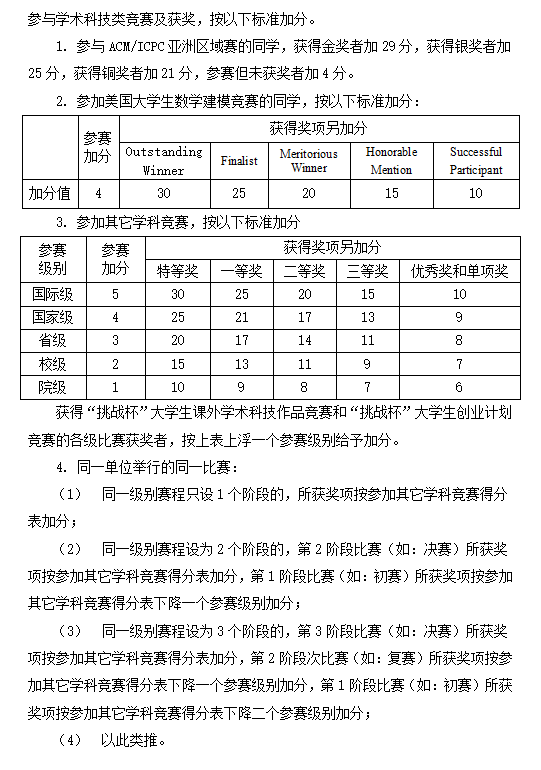 参与学术科技类竞赛及获奖，按以下标准加分。
1. 参与 ACM/ICPC 亚洲区域赛的同学，获得金奖者加 29 分，获得银奖者加
25 分，获得铜奖者加 21 分，参赛但未获奖者加 4 分。
2. 参加美国大学生数学建模竞赛的同学，按以下标准加分：
参赛加分 获得奖项另加分
Outstanding Winner Finalist Meritorious Winner Honorable Mention Successful Participant
加分值 4 30 25 20 15 10
3. 参加其它学科竞赛，按以下标准加分
参赛级别 参赛加分 获得奖项另加分
特等奖 一等奖 二等奖 三等奖 优秀奖和单项奖
国际级 5 30 25 20 15 10
国家级 4 25 21 17 13 9
省级 3 20 17 14 11 8
校级 2 15 13 11 9 7
院级 1 10 9 8 7 6
获得“挑战杯”大学生课外学术科技作品竞赛和“挑战杯”大学生创业计划
竞赛的各级比赛获奖者，按上表上浮一个参赛级别给予加分。
4. 同一单位举行的同一比赛：
（1） 同一级别赛程只设 1 个阶段的，所获奖项按参加其它学科竞赛得分
表加分；
（2） 同一级别赛程设为 2 个阶段的，第 2 阶段比赛（如：决赛）所获奖
项按参加其它学科竞赛得分表加分，第 1 阶段比赛（如：初赛）所获奖项按参加
其它学科竞赛得分表下降一个参赛级别加分；
（3） 同一级别赛程设为 3 个阶段的，第 3 阶段比赛（如：决赛）所获奖
项按参加其它学科竞赛得分表加分，第 2 阶段次比赛（如：复赛）所获奖项按参
加其它学科竞赛得分表下降一个参赛级别加分，第 1 阶段比赛（如：初赛）所获
奖项按参加其它学科竞赛得分表下降二个参赛级别加分；
（4） 以此类推。